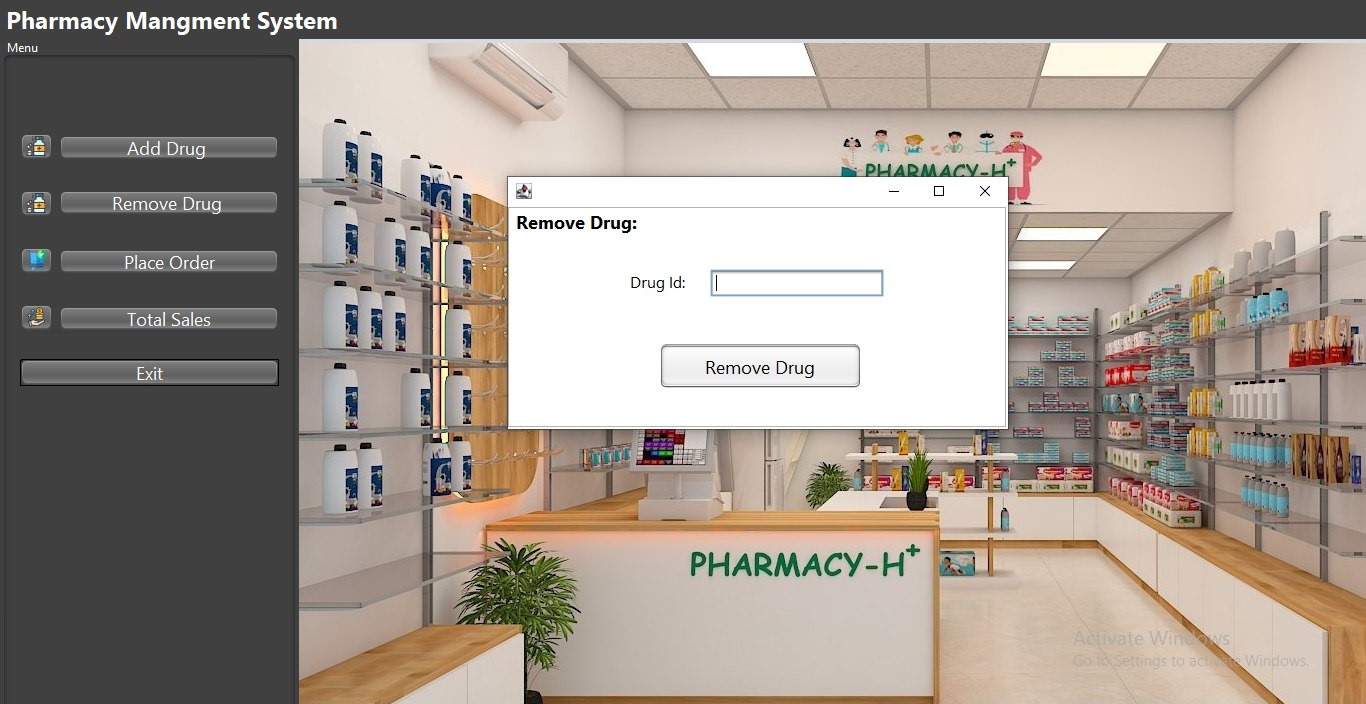 Pharmacy Mangment System
Menu
Add Drug
Remove Drug
Place Order
Total Sales
Exit
PHARMACY-H+
Remove Drug:
Drug Id:
Remove Drug
PHARMACY-H+
Activate Windows
Go to Settings to activate Windows.